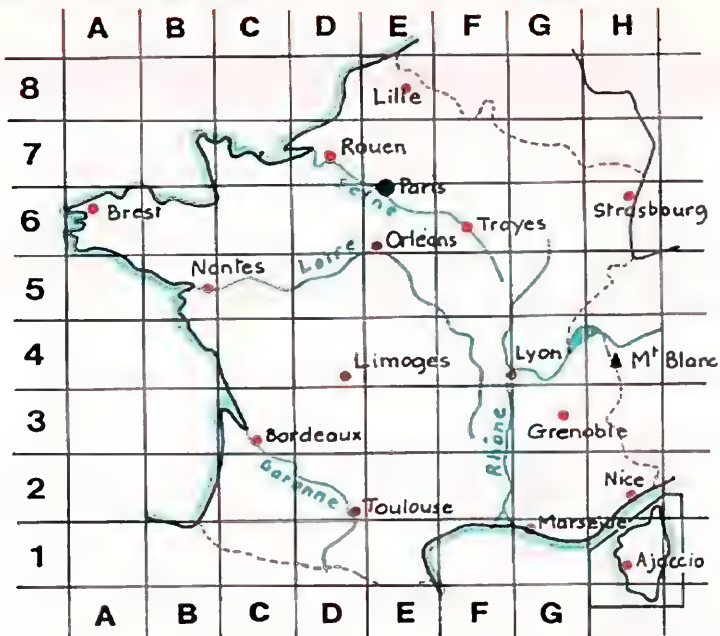 A B C D E F G H
8
Lille
7
Rouen
Seine
Paris
6
Brest
Troyes
Strasbourg
Orléans
Loire
Nantes
5
4
Limoges
Lyon
Mt Blanc
3
Bordeaux
Grenoble
Rhône
2
Garonne
Toulouse
Nice
Marseille
1
Ajaccio
A B C D E F G H